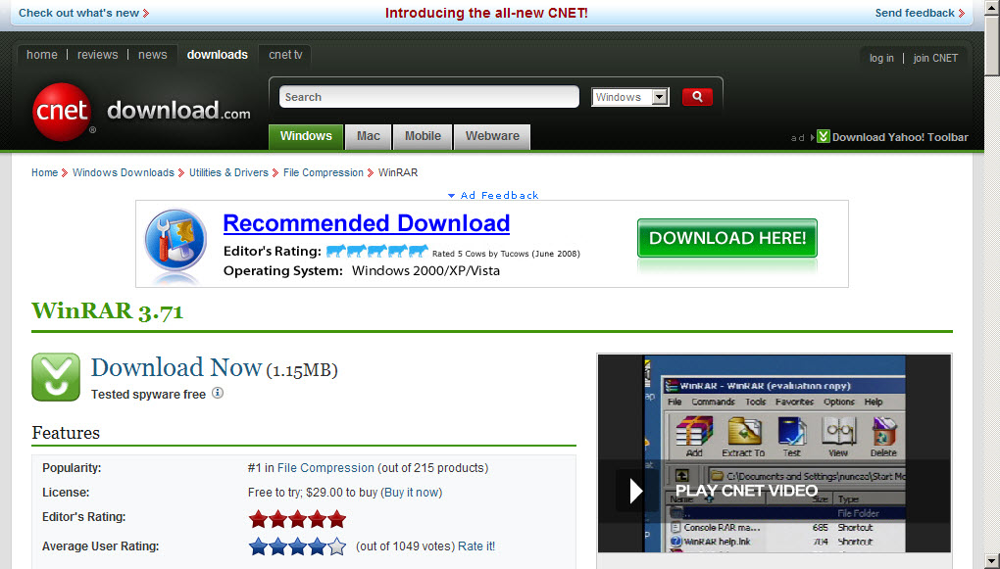 Check out what's new
Introducing the all-new CNET!
Send feedback
home | reviews | news downloads cnet tv
log in | join CNET
cnet ® download.com
Search
Windows
Windows Mac Mobile Webware
ad Download Yahoo! Toolbar
Home Windows Downloads Utilities & Drivers File Compression WinRAR
Ad Feedback
Recommended Download
Editor's Rating: Rated 5 Cows by Tucows (June 2008)
Operating System: Windows 2000/XP/Vista
DOWNLOAD HERE!
WinRAR 3.71
Download Now (1.15MB)
Tested spyware free
Features
Popularity: #1 in File Compression (out of 215 products)
License: Free to try; $29.00 to buy (Buy it now)
Editor's Rating:
Average User Rating: (out of 1049 votes) Rate it!
WinRAR - WinRAR (evaluation copy)
File Commands Tools Favorites Options Help
Add Extract To Test View Delete
C:\Documents and Settings\nuncza\Start Me
PLAY CNET VIDEO
Name Size Type
File Folder
Console RAR ma... 685 Shortcut
WinRAR help.lnk 704 Shortcut